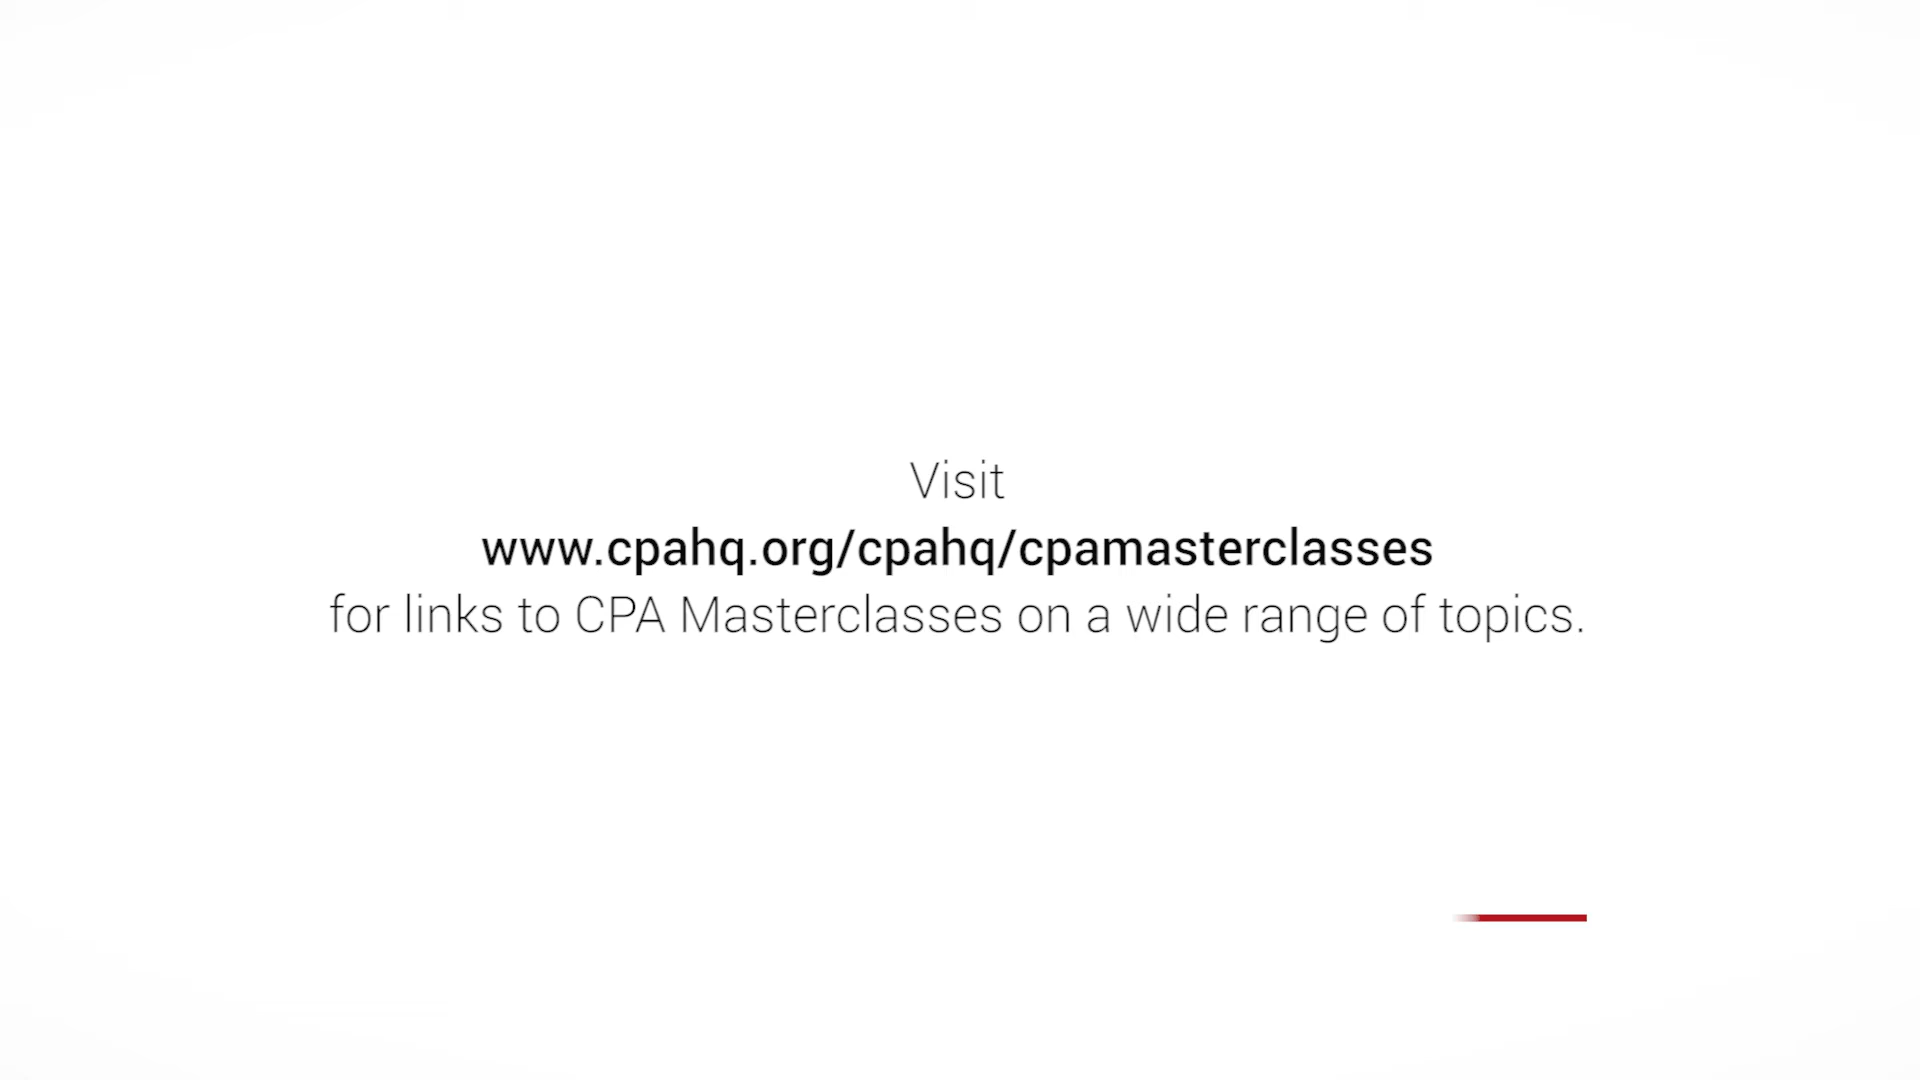 Visit
www.cpahq.org/cpahq/cpamasterclasses
for links to CPA Masterclasses on a wide range of topics.